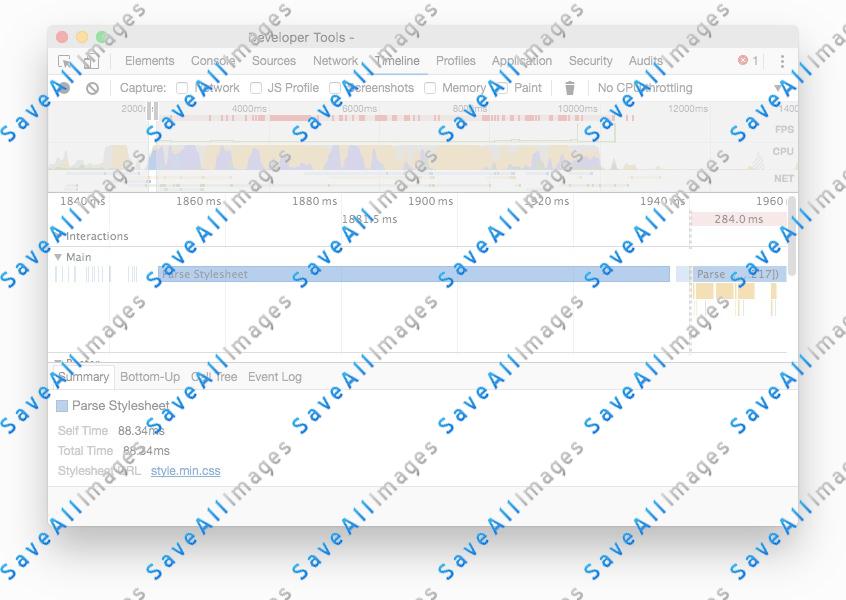 Developer Tools -
Elements Console Sources Network Timeline Profiles Application Security Audits 1
Capture: Network JS Profile Screenshots Memory Paint No CPU throttling
4000ms 6000ms 8000ms 10000ms 12000ms
FPS
CPU
NET
1840 ms 1860 ms 1880 ms 1900 ms 1920 ms 1940 ms 1960
1881.5 ms 284.0 ms
Interactions
Main
Parse Stylesheet Parse 217])
Summary Bottom-Up Call Tree Event Log
Parse Stylesheet
Self Time 88.34ms
Total Time 88.34ms
Stylesheet URL style.min.css
SaveAllImages